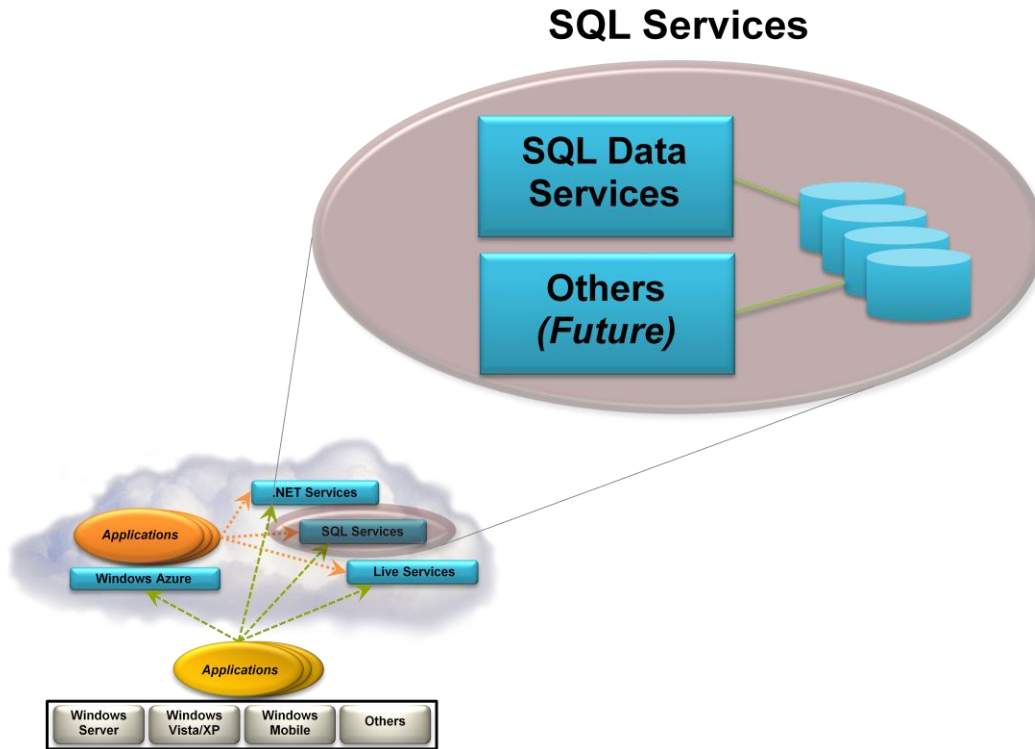 SQL Services
SQL Data
Services
Others
(Future)
.NET Services
SQL Services
Applications
Live Services
Windows Azure
Applications
Windows
Server
Windows
Vista/XP
Windows
Mobile
Others